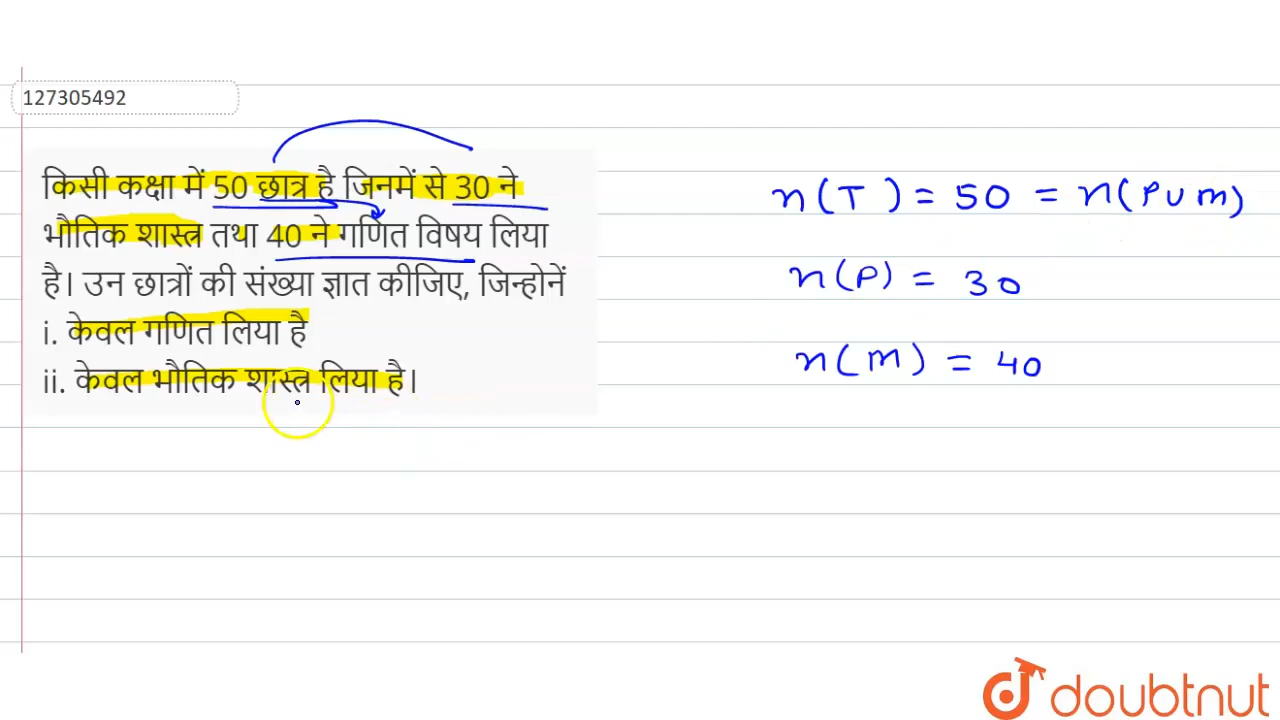 127305492
किसी कक्षा में 50 छात्र है जिनमें से 30 ने
भौतिक शास्त्र तथा 40 ने गणित विषय लिया
है। उन छात्रों की संख्या ज्ञात कीजिए, जिन्होनें
i. केवल गणित लिया है
ii. केवल भौतिक शास्त्र लिया है।
n(T) = 50 = n(P∪m)
n(P) = 30
n(m) = 40
doubtnut